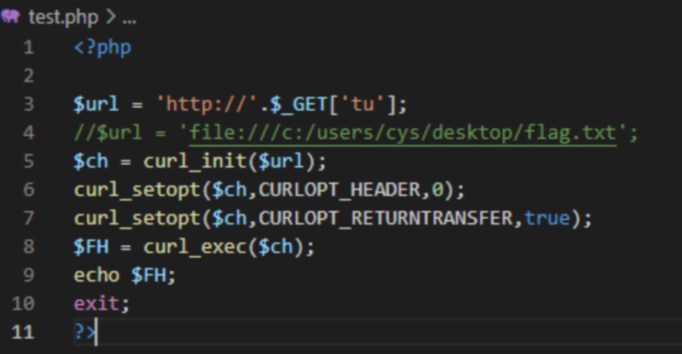 test.php > ...
1 <?php
2
3 $url = 'http://'.$_GET['tu'];
4 //$url = 'file:///c:/users/cys/desktop/flag.txt';
5 $ch = curl_init($url);
6 curl_setopt($ch,CURLOPT_HEADER,0);
7 curl_setopt($ch,CURLOPT_RETURNTRANSFER,true);
8 $FH = curl_exec($ch);
9 echo $FH;
10 exit;
11 ?>